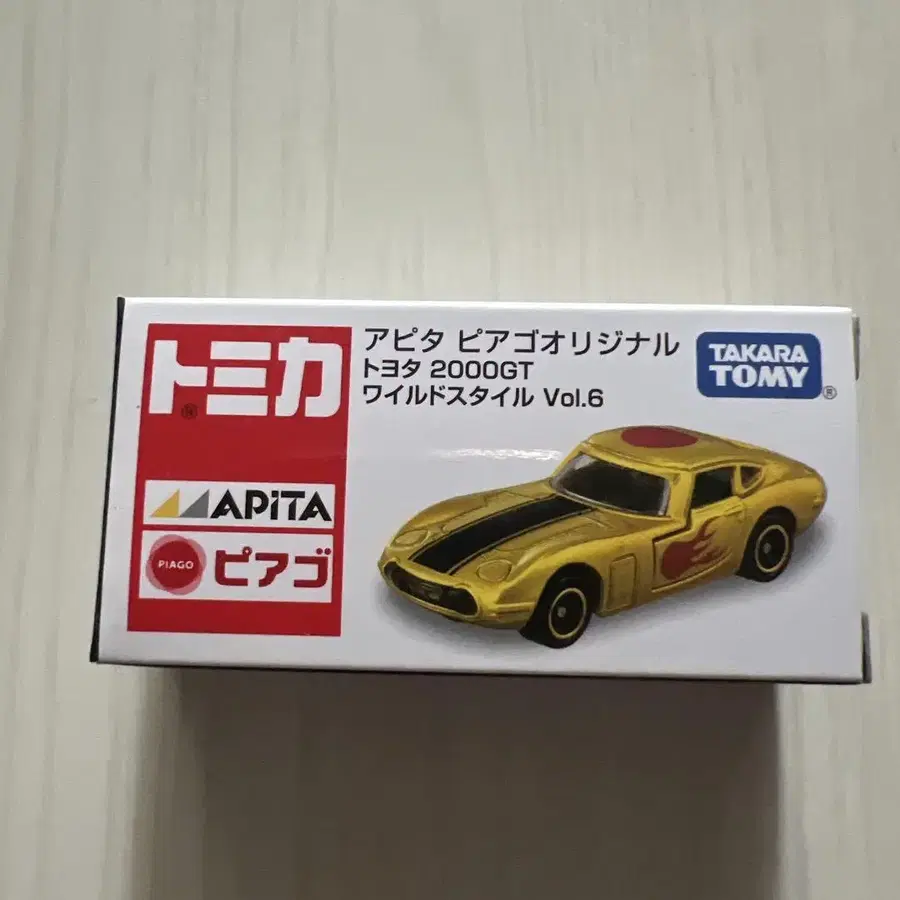 トミカ
®
アピタ ピアゴオリジナル
トヨタ 2000GT
ワイルドスタイル Vol.6
TAKARA
TOMY
®
APiTA
PIAGO
ピアゴ